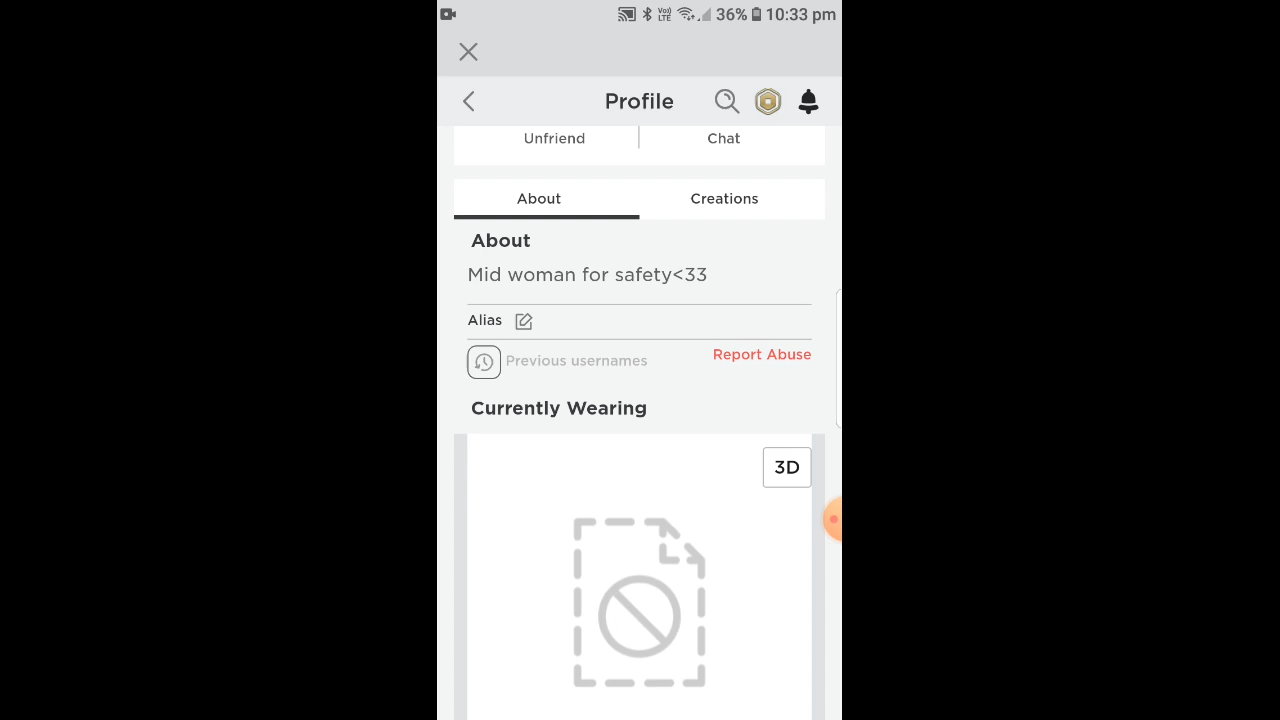 VoLTE 36% 10:33 pm
Profile
Unfriend Chat
About Creations
About
Mid woman for safety<33
Alias
Previous usernames Report Abuse
Currently Wearing
3D